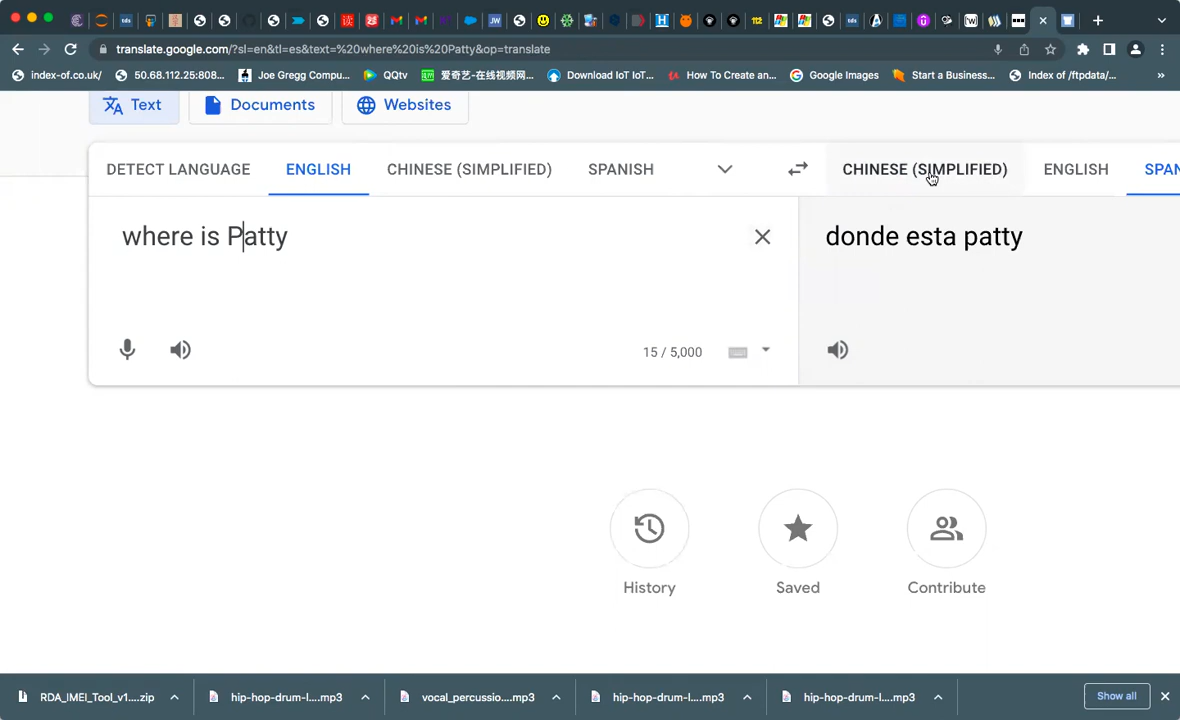 translate.google.com/?sl=en&tl=es&text=%20where%20is%20Patty&op=translate
index-of.co.uk/ 50.68.112.25:808... Joe Gregg Compu... QQtv 爱奇艺-在线视频网... Download IoT IoT... How To Create an... Google Images Start a Business... Index of /ftpdata/... »
Text Documents Websites
DETECT LANGUAGE ENGLISH CHINESE (SIMPLIFIED) SPANISH CHINESE (SIMPLIFIED) ENGLISH SPAN
where is Patty donde esta patty
15 / 5,000
History Saved Contribute
RDA_IMEI_Tool_v1....zip hip-hop-drum-l....mp3 vocal_percussio....mp3 hip-hop-drum-l....mp3 hip-hop-drum-l....mp3 Show all